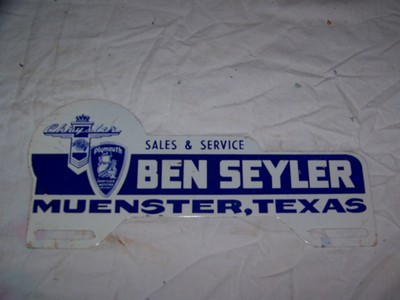 Chrysler
Plymouth
SALES & SERVICE
BEN SEYLER
MUENSTER, TEXAS